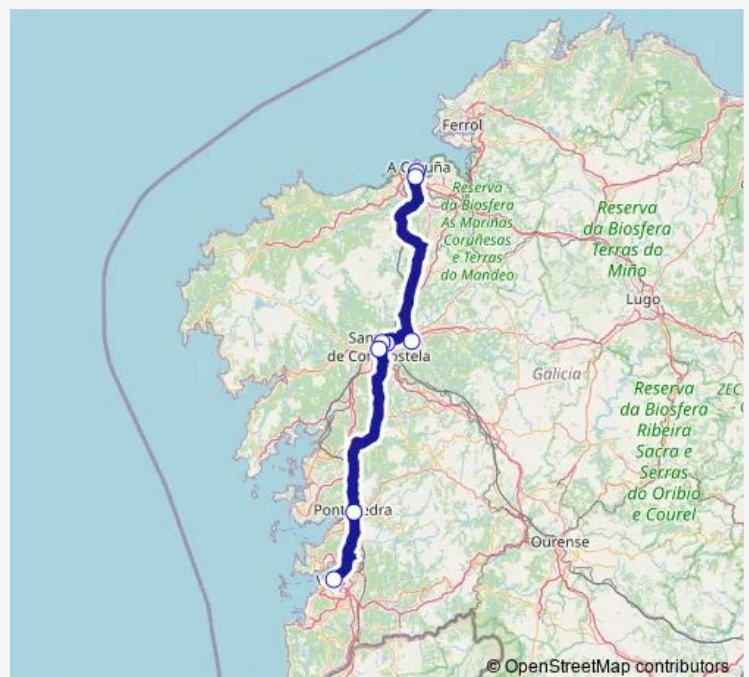 Ferrol
A Coruña
Reserva
da Biosfera
As Mariñas
Coruñesas
e Terras
do Mandeo
Reserva
da Biosfera
Terras do
Miño
Lugo
de
Galicia
Reserva
da Biosfera
Ribeira
Sacra e
Serras
do Oribio
e Courel
ZEC
Ourense
© OpenStreetMap contributors